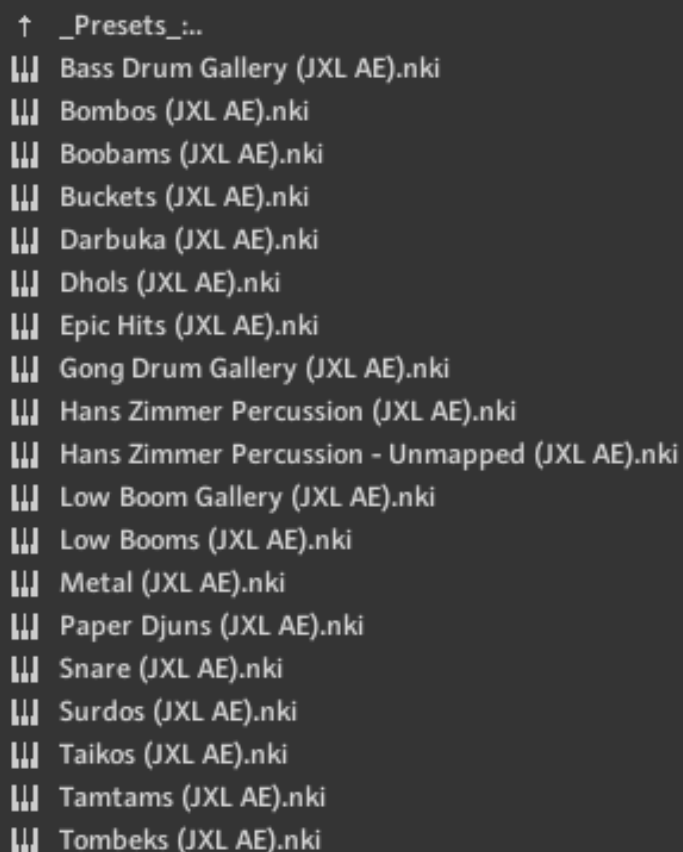 _Presets_:..
Bass Drum Gallery (JXL AE).nki
Bombos (JXL AE).nki
Boobams (JXL AE).nki
Buckets (JXL AE).nki
Darbuka (JXL AE).nki
Dhols (JXL AE).nki
Epic Hits (JXL AE).nki
Gong Drum Gallery (JXL AE).nki
Hans Zimmer Percussion (JXL AE).nki
Hans Zimmer Percussion - Unmapped (JXL AE).nki
Low Boom Gallery (JXL AE).nki
Low Booms (JXL AE).nki
Metal (JXL AE).nki
Paper Djuns (JXL AE).nki
Snare (JXL AE).nki
Surdos (JXL AE).nki
Taikos (JXL AE).nki
Tamtams (JXL AE).nki
Tombeks (JXL AE).nki